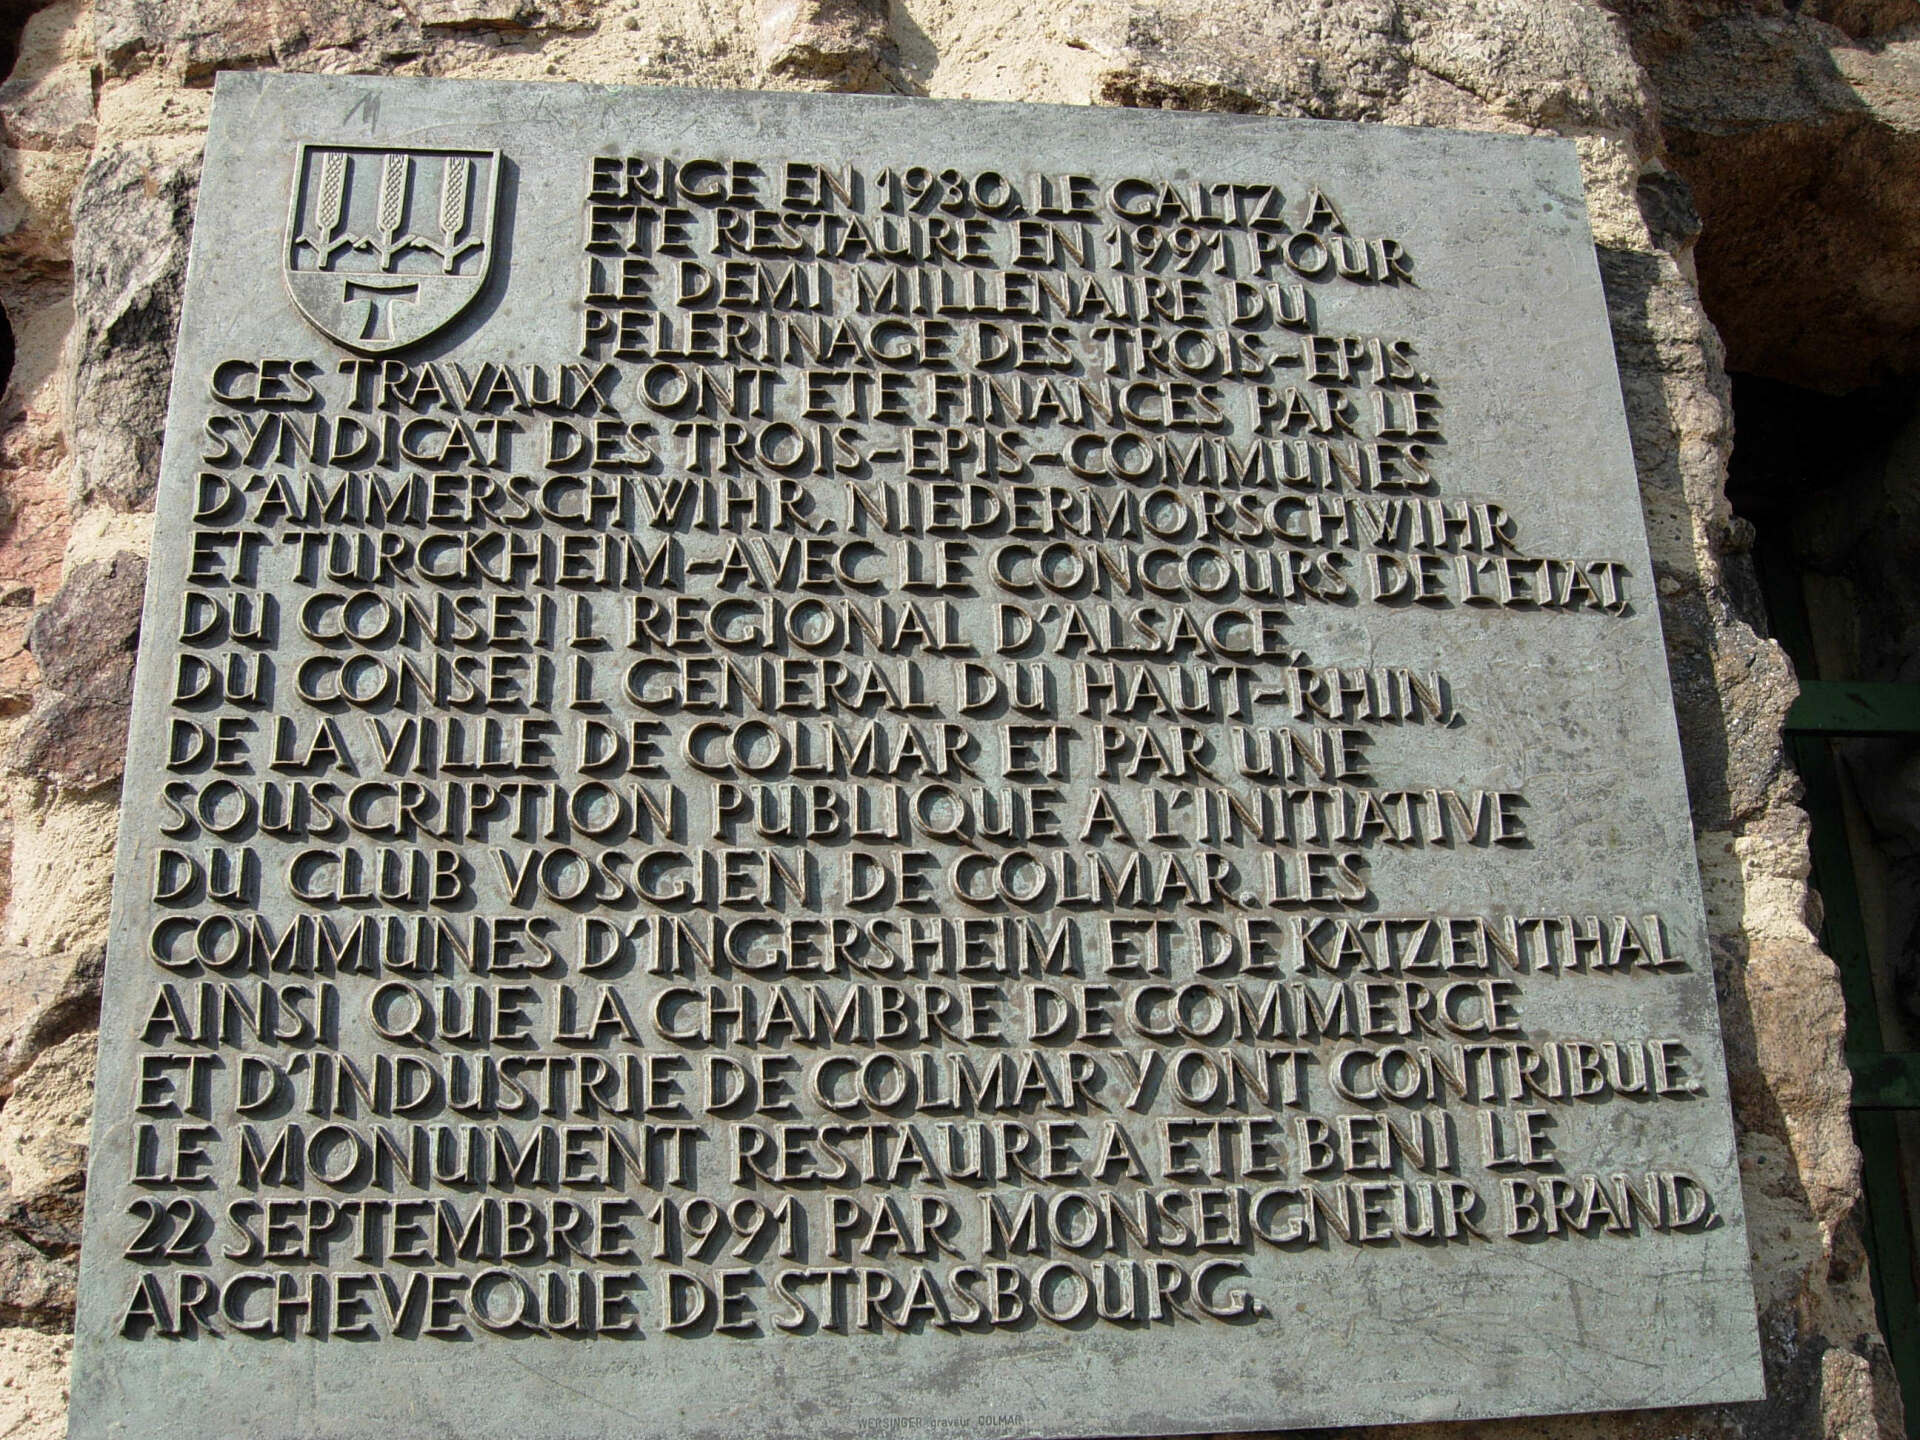 T
ERIGE EN 1930, LE GALTZ A
ETE RESTAURE EN 1991 POUR
LE DEMI MILLENAIRE DU
PELERINAGE DES TROIS-EPIS.
CES TRAVAUX ONT ETE FINANCES PAR LE
SYNDICAT DES TROIS-EPIS-COMMUNES
D'AMMERSCHWIHR, NIEDERMORSCHWIHR
ET TURCKHEIM-AVEC LE CONCOURS DE L'ETAT,
DU CONSEIL REGIONAL D'ALSACE,
DU CONSEIL GENERAL DU HAUT-RHIN,
DE LA VILLE DE COLMAR ET PAR UNE
SOUSCRIPTION PUBLIQUE A L'INITIATIVE
DU CLUB VOSGIEN DE COLMAR. LES
COMMUNES D'INGERSHEIM ET DE KATZENTHAL
AINSI QUE LA CHAMBRE DE COMMERCE
ET D'INDUSTRIE DE COLMAR Y ONT CONTRIBUE.
LE MONUMENT RESTAURE A ETE BENI LE
22 SEPTEMBRE 1991 PAR MONSEIGNEUR BRAND,
ARCHEVEQUE DE STRASBOURG.
WERSINGER graveur COLMAR